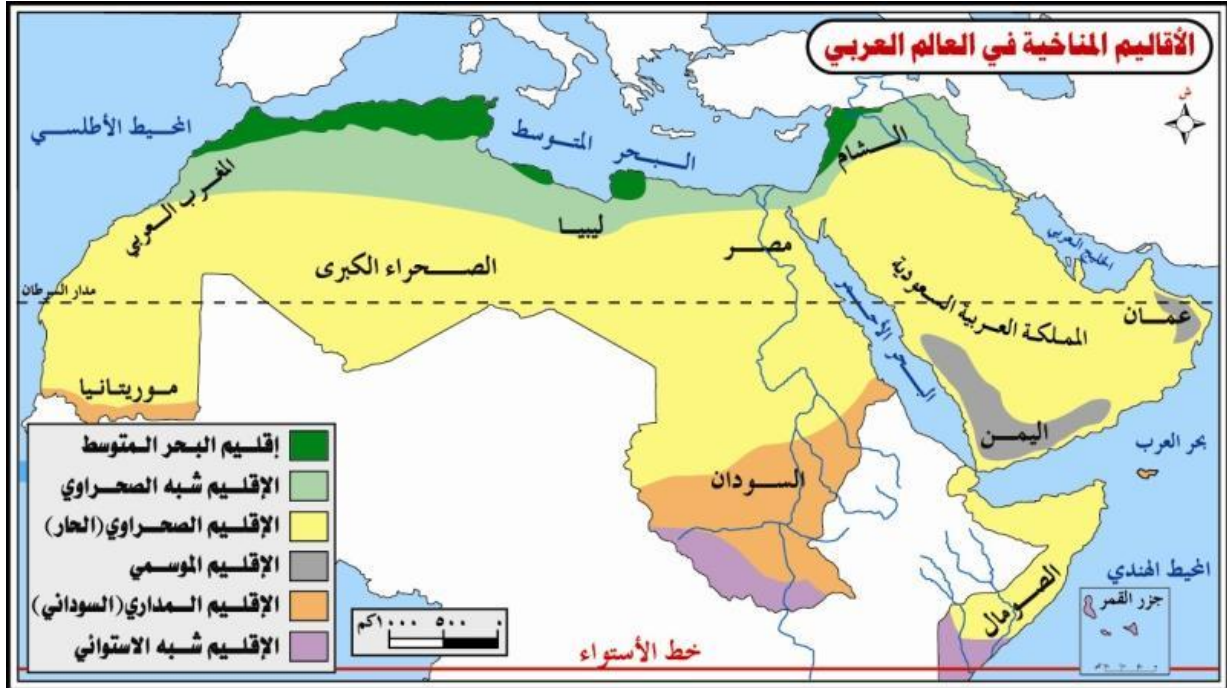 الأقاليم المناخية في العالم العربي
ش
المحيط الأطلسي
البحر المتوسط
الشام
المغرب العربي
ليبيا
مصر
الخليج العربي
الصحراء الكبرى
المملكة العربية السعودية
البحر الأحمر
عمان
مدار السرطان
موريتانيا
اليمن
بحر العرب
السودان
الصومال
المحيط الهندي
جزر القمر
إقليم البحر المتوسط
الإقليم شبه الصحراوي
الإقليم الصحراوي (الحار)
الإقليم الموسمي
الإقليم المداري (السوداني)
الإقليم شبه الاستوائي
٠ ٥٠٠ ١٠٠٠كم
خط الأستواء